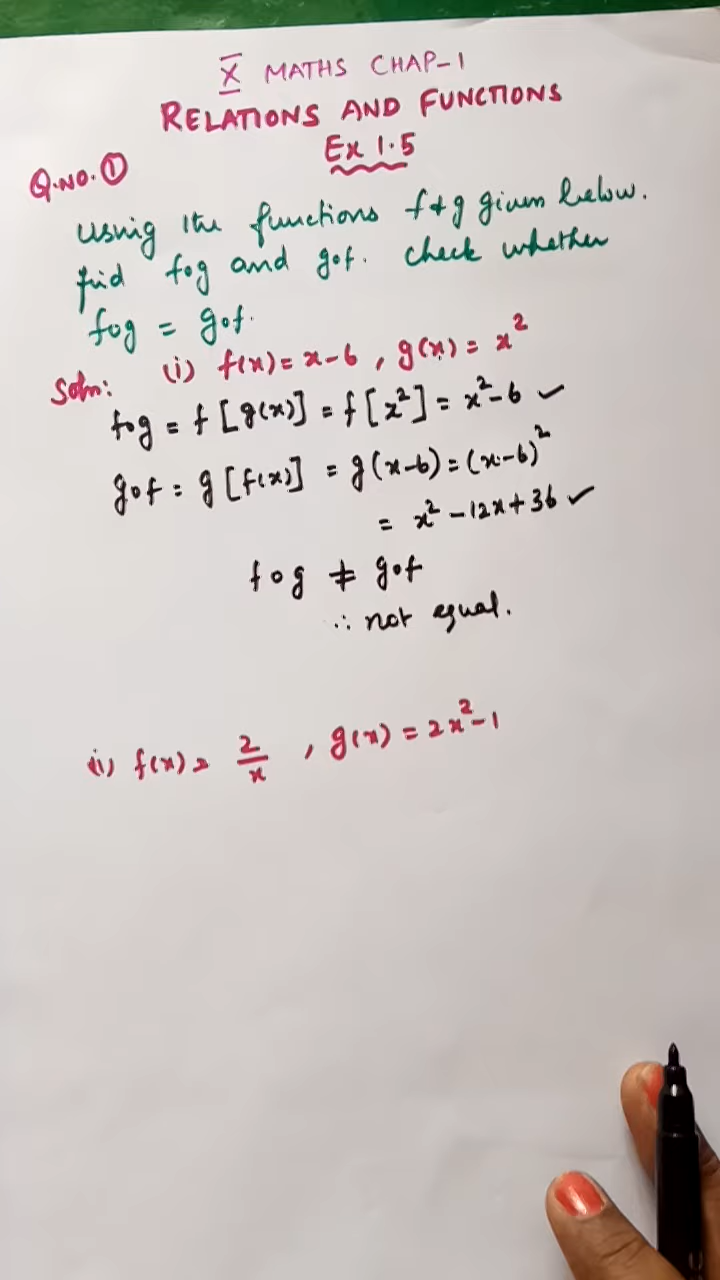 X MATHS CHAP-1
RELATIONS AND FUNCTIONS
Ex 1.5
Q.NO. ①
using the functions f & g given below.
find fog and gof. check whether
fog = gof.
(i) f(x) = x-6 , g(x) = x²
Soln:
fog = f[g(x)] = f[x²] = x²-6 ✓
gof = g[f(x)] = g(x-6) = (x-6)²
= x² - 12x + 36 ✓
fog ≠ gof
∴ not equal.
(i) f(x) = 2/x , g(x) = 2x²-1